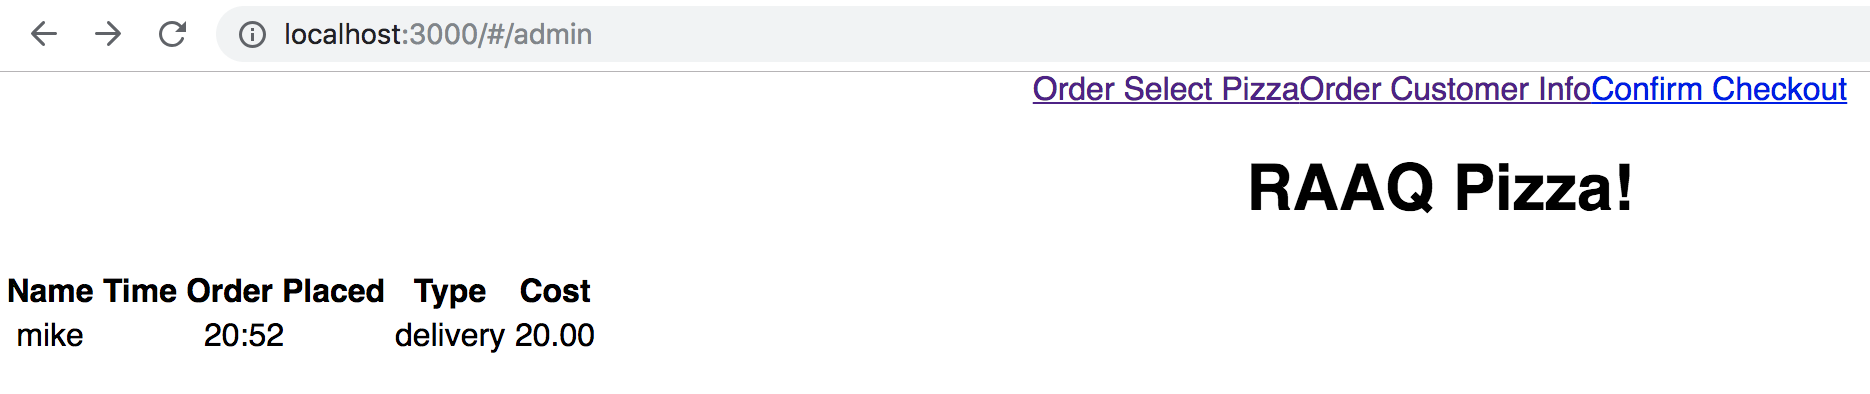 localhost:3000/#/admin
Order Select PizzaOrder Customer InfoConfirm Checkout
RAAQ Pizza!
Name Time Order Placed Type Cost
mike 20:52 delivery 20.00